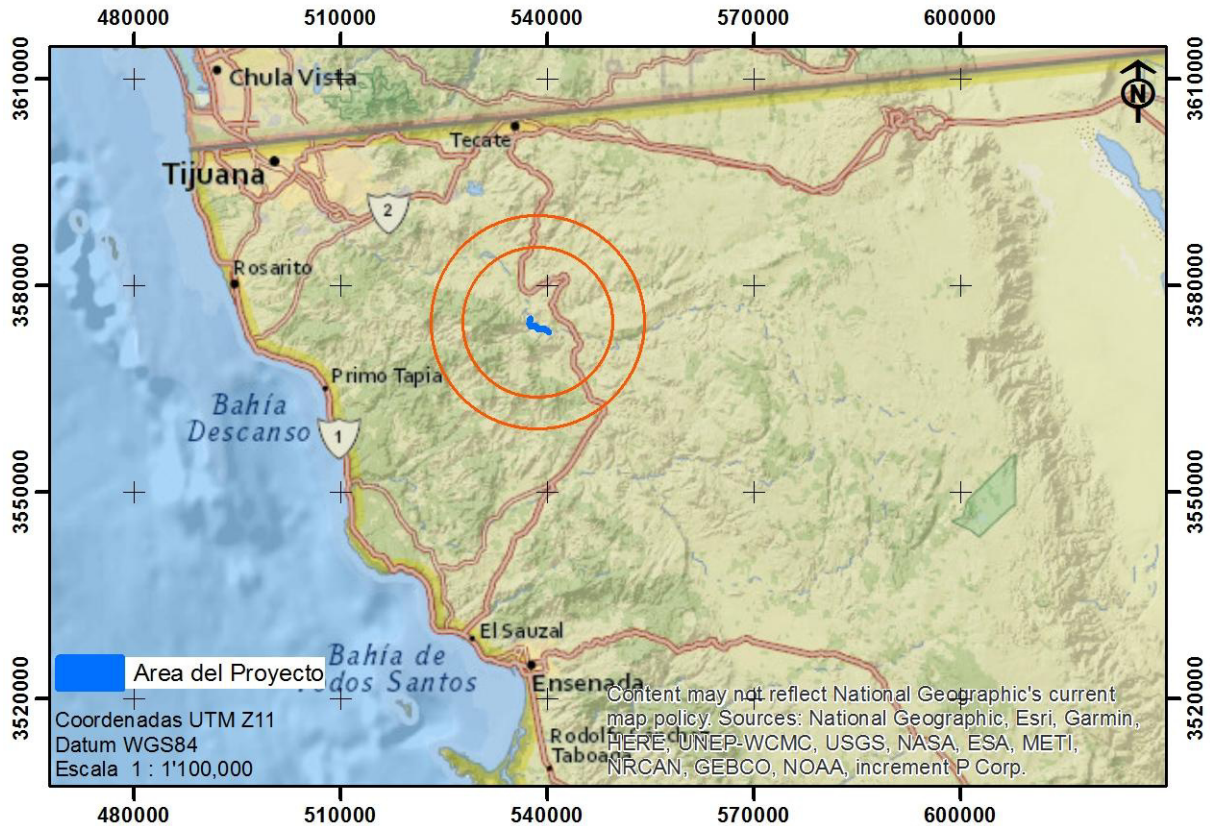 480000 510000 540000 570000 600000
3610000
3610000
Chula Vista
N
Tecate
Tijuana
2
Rosarito
3580000
3580000
Primo Tapia
Bahía
Descanso
1
3550000
3550000
El Sauzal
Area del Proyecto
Bahía de
Todos Santos
Ensenada
Content may not reflect National Geographic's current
map policy. Sources: National Geographic, Esri, Garmin,
HERE, UNEP-WCMC, USGS, NASA, ESA, METI,
NRCAN, GEBCO, NOAA, increment P Corp.
3520000
3520000
Coordenadas UTM Z11
Datum WGS84
Escala 1 : 1'100,000
480000 510000 540000 570000 600000